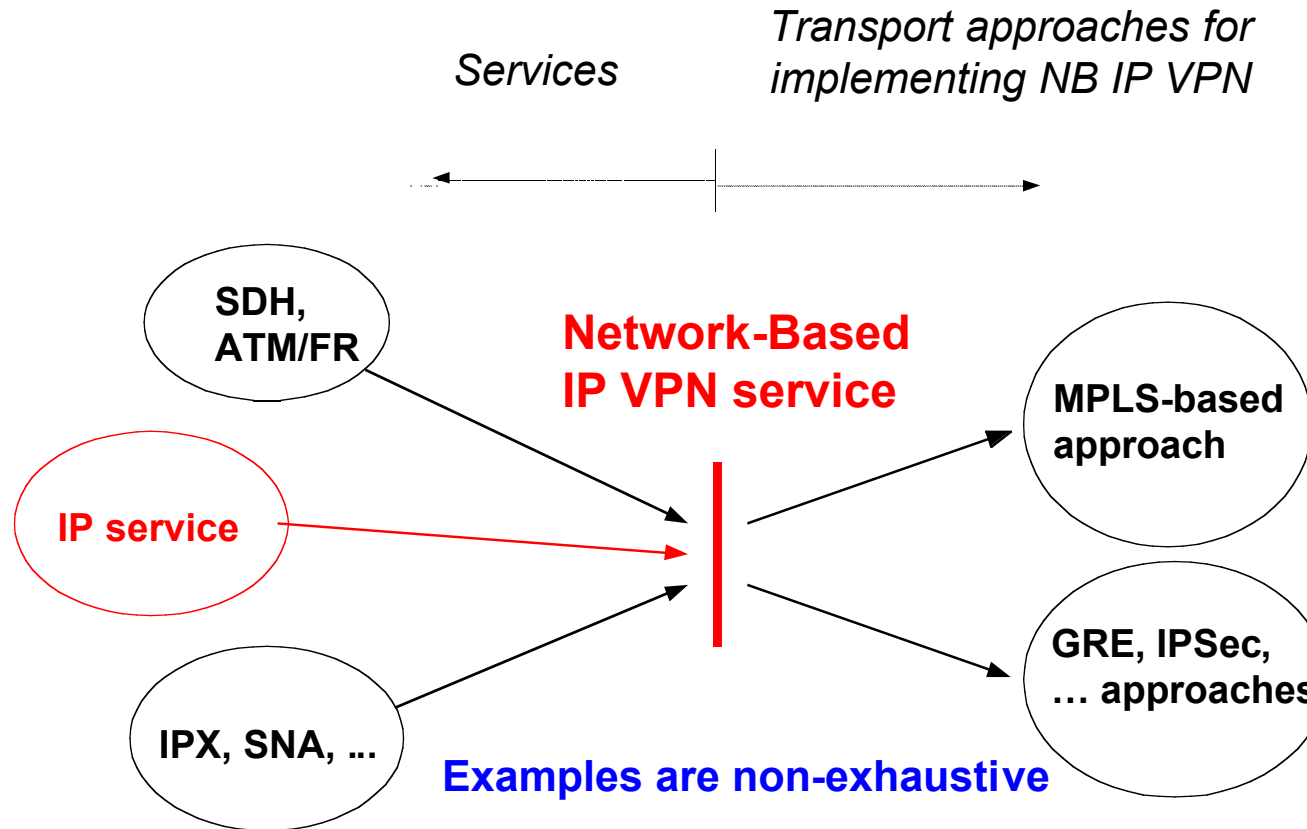 Services
Transport approaches for
implementing NB IP VPN
SDH,
ATM/FR
Network-Based
IP VPN service
MPLS-based
approach
IP service
GRE, IPSec,
… approaches
IPX, SNA, ...
Examples are non-exhaustive